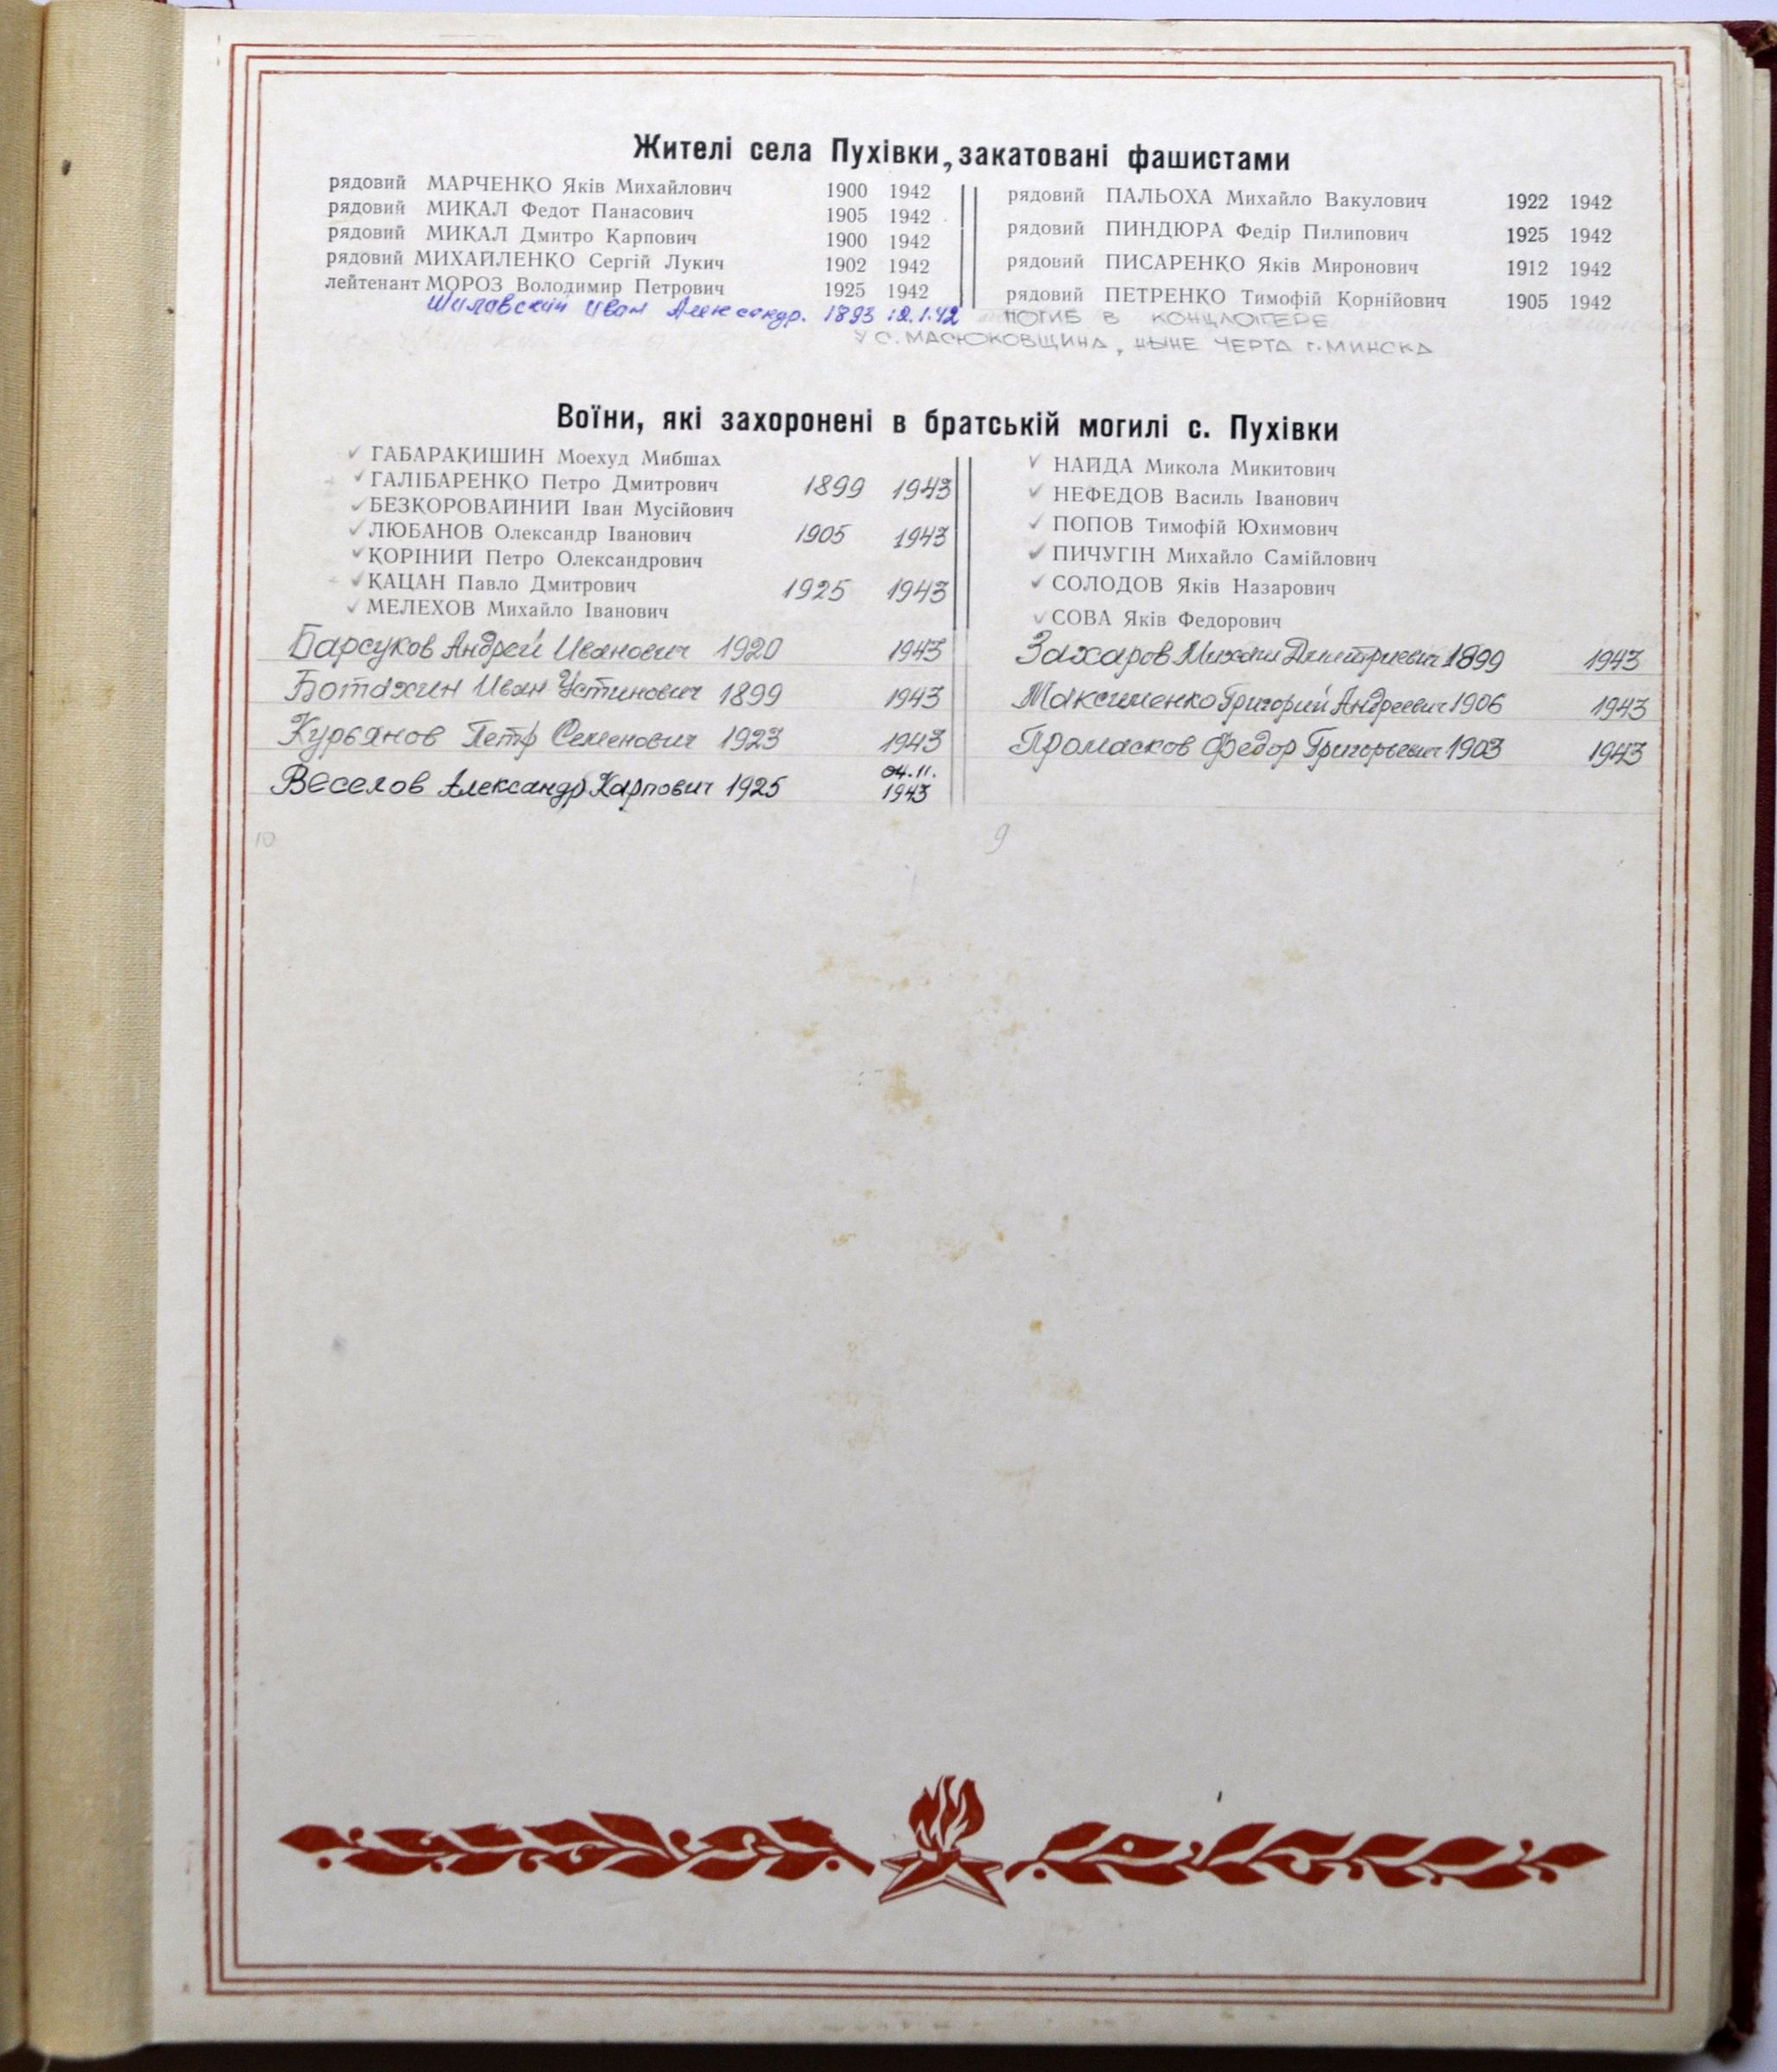 Жителі села Пухівки, закатовані фашистами
рядовий МАРЧЕНКО Яків Михайлович 1900 1942
рядовий МИКАЛ Федот Панасович 1905 1942
рядовий МИКАЛ Дмитро Карпович 1900 1942
рядовий МИХАЙЛЕНКО Сергій Лукич 1902 1942
лейтенант МОРОЗ Володимир Петрович 1925 1942
Шилавский Иван Александр. 1893 12.1.42
рядовий ПАЛЬОХА Михайло Вакулович 1922 1942
рядовий ПИНДЮРА Федір Пилипович 1925 1942
рядовий ПИСАРЕНКО Яків Миронович 1912 1942
рядовий ПЕТРЕНКО Тимофій Корнійович 1905 1942
ПОГИБ В КОНЦЛАГЕРЕ
У С. МАСЮКОВЩИНА, НЫНЕ ЧЕРТА г. МИНСКА
Воїни, які захоронені в братській могилі с. Пухівки
✓ ГАБАРАКИШИН Моехуд Мибшах
✓ ГАЛІБАРЕНКО Петро Дмитрович 1899 1943
✓ БЕЗКОРОВАЙНИЙ Іван Мусійович
✓ ЛЮБАНОВ Олександр Іванович 1905 1943
✓ КОРІНИЙ Петро Олександрович
✓ КАЦАН Павло Дмитрович 1925 1943
✓ МЕЛЕХОВ Михайло Іванович
Барсуков Андрей Иванович 1920 1943
Ботахин Иван Устинович 1899 1943
Курьянов Петр Семенович 1923 1943
Веселов Александр Карпович 1925 04.11.
1943
10
✓ НАЙДА Микола Микитович
✓ НЕФЕДОВ Василь Іванович
✓ ПОПОВ Тимофій Юхимович
✓ ПИЧУГІН Михайло Самійлович
✓ СОЛОДОВ Яків Назарович
✓ СОВА Яків Федорович
Захаров Михаил Дмитриевич 1899 1943
Максименко Григорий Андреевич 1906 1943
Промасков Федор Григорьевич 1903 1943
9